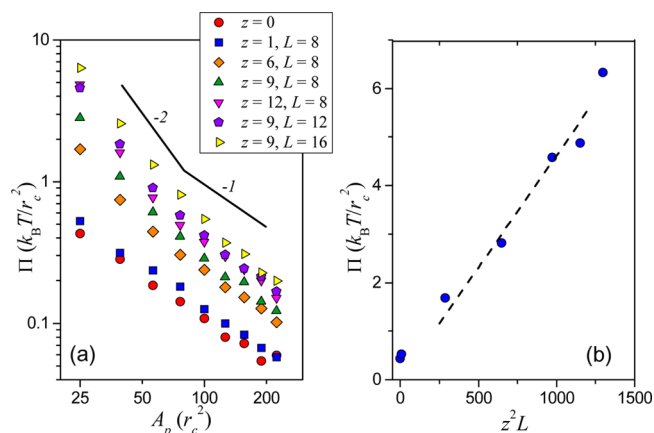 z = 0
z = 1, L = 8
z = 6, L = 8
z = 9, L = 8
z = 12, L = 8
z = 9, L = 12
z = 9, L = 16
10
1
0.1
Π (k_BT/r_c^2)
-2
-1
(a)
25
50
100
200
A_p (r_c^2)
6
4
2
0
Π (k_BT/r_c^2)
(b)
0
500
750
1000
1250
1500
z^2L